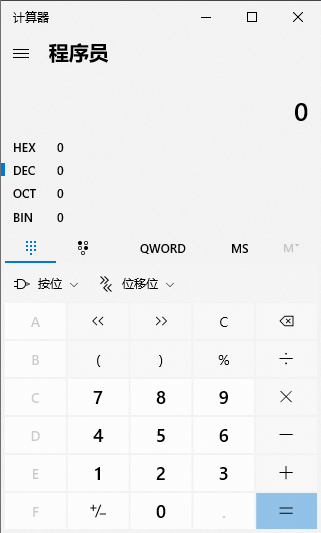 计算器
程序员
0
HEX 0
DEC 0
OCT 0
BIN 0
QWORD MS M˅
按位 移位
A << >> C
B ( ) % ÷
C 7 8 9 ×
D 4 5 6 −
E 1 2 3 +
F +/− 0 . =